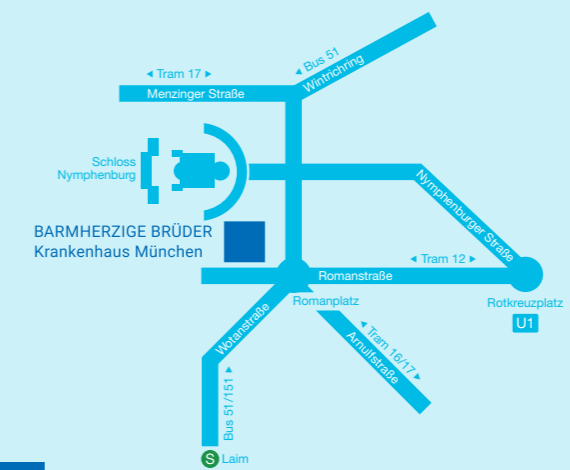 Bus 51
Wintrichring
Tram 17
Menzinger Straße
Schloss
Nymphenburg
Nymphenburger Straße
BARMHERZIGE BRÜDER
Krankenhaus München
Tram 12
Romanstraße
Romanplatz
Rotkreuzplatz
U1
Wotanstraße
Tram 16/17
Arnulfstraße
Bus 51/151
S Laim